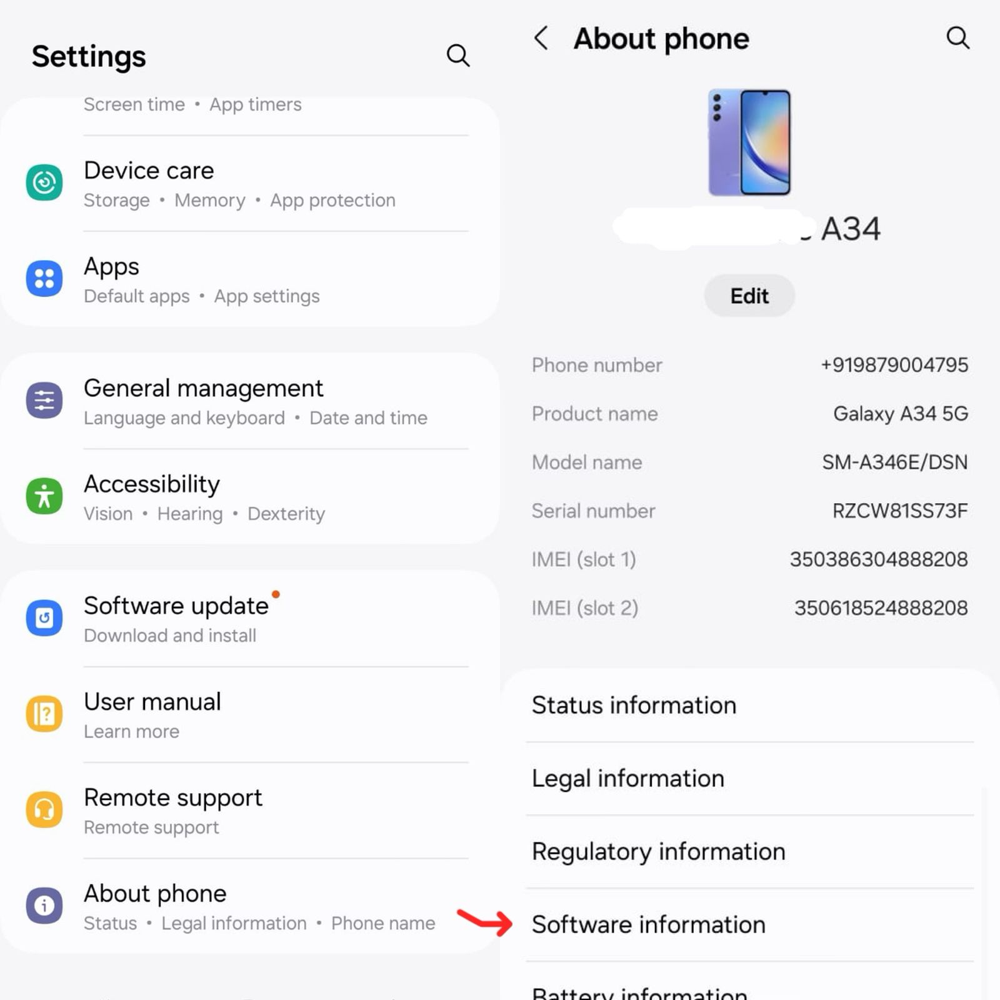 Settings
Screen time • App timers
Device care
Storage • Memory • App protection
Apps
Default apps • App settings
General management
Language and keyboard • Date and time
Accessibility
Vision • Hearing • Dexterity
Software update
Download and install
User manual
Learn more
Remote support
Remote support
About phone
Status • Legal information • Phone name
About phone
A34
Edit
Phone number +919879004795
Product name Galaxy A34 5G
Model name SM-A346E/DSN
Serial number RZCW81SS73F
IMEI (slot 1) 350386304888208
IMEI (slot 2) 350618524888208
Status information
Legal information
Regulatory information
Software information
Battery information